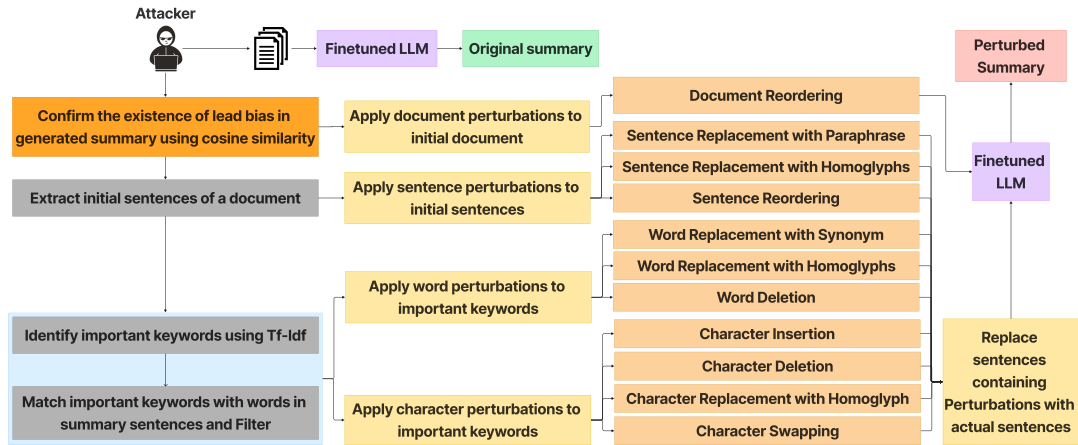 Attacker
Finetuned LLM
Original summary
Perturbed
Summary
Confirm the existence of lead bias in
generated summary using cosine similarity
Apply document perturbations to
initial document
Document Reordering
Sentence Replacement with Paraphrase
Sentence Replacement with Homoglyphs
Sentence Reordering
Finetuned
LLM
Extract initial sentences of a document
Apply sentence perturbations to
initial sentences
Word Replacement with Synonym
Word Replacement with Homoglyphs
Word Deletion
Apply word perturbations to
important keywords
Identify important keywords using Tf-Idf
Match important keywords with words in
summary sentences and Filter
Apply character perturbations to
important keywords
Character Insertion
Character Deletion
Character Replacement with Homoglyph
Character Swapping
Replace
sentences
containing
Perturbations with
actual sentences